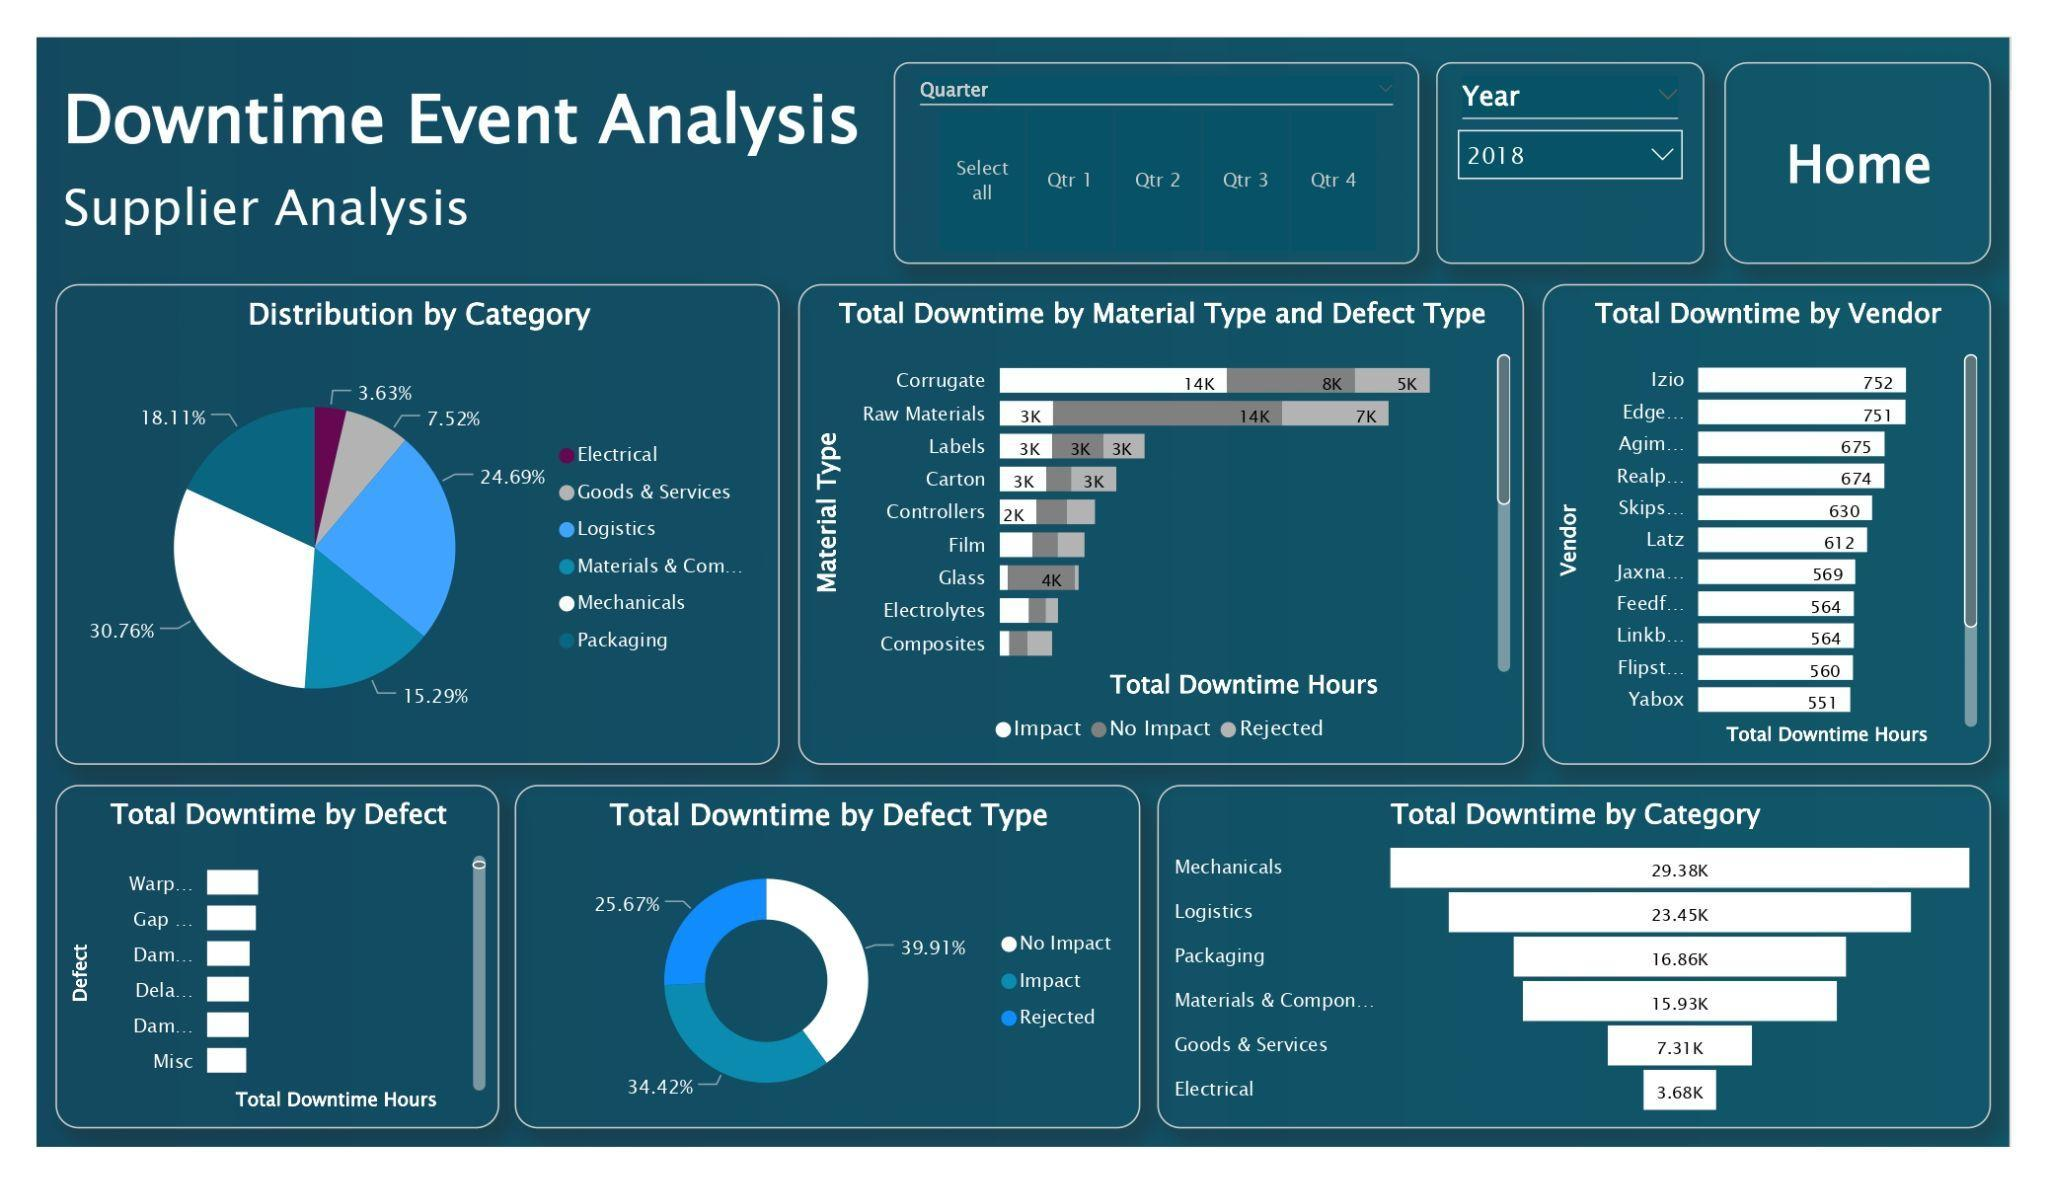 Downtime Event Analysis
Supplier Analysis
Quarter
Select
all
Qtr 1
Qtr 2
Qtr 3
Qtr 4
Year
2018
Home
Distribution by Category
3.63%
7.52%
24.69%
15.29%
30.76%
18.11%
Electrical
Goods & Services
Logistics
Materials & Com...
Mechanicals
Packaging
Total Downtime by Material Type and Defect Type
Material Type
Corrugate 14K 8K 5K
Raw Materials 3K 14K 7K
Labels 3K 3K 3K
Carton 3K 3K
Controllers 2K
Film
Glass 4K
Electrolytes
Composites
Total Downtime Hours
Impact No Impact Rejected
Total Downtime by Vendor
Vendor
Izio 752
Edge... 751
Agim... 675
Realp... 674
Skips... 630
Latz 612
Jaxna... 569
Feedf... 564
Linkb... 564
Flipst... 560
Yabox 551
Total Downtime Hours
Total Downtime by Defect
Defect
Warp...
Gap ...
Dam...
Dela...
Dam...
Misc
Total Downtime Hours
Total Downtime by Defect Type
25.67%
39.91%
34.42%
No Impact
Impact
Rejected
Total Downtime by Category
Mechanicals 29.38K
Logistics 23.45K
Packaging 16.86K
Materials & Compon... 15.93K
Goods & Services 7.31K
Electrical 3.68K